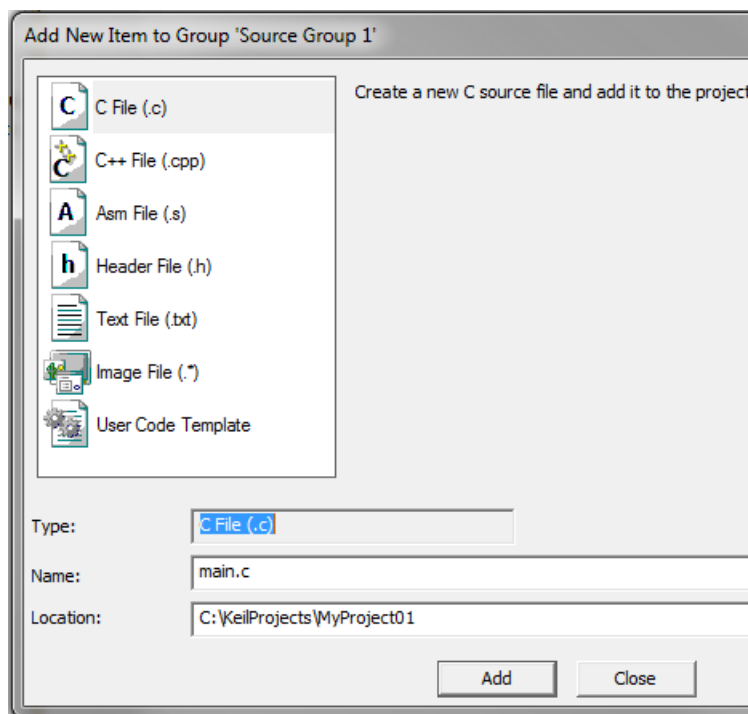 Add New Item to Group 'Source Group 1'
C File (.c)
Create a new C source file and add it to the project
C++ File (.cpp)
Asm File (.s)
Header File (.h)
Text File (.txt)
Image File (.*)
User Code Template
Type:
C File (.c)
Name:
main.c
Location:
C:\KeilProjects\MyProject01
Add
Close